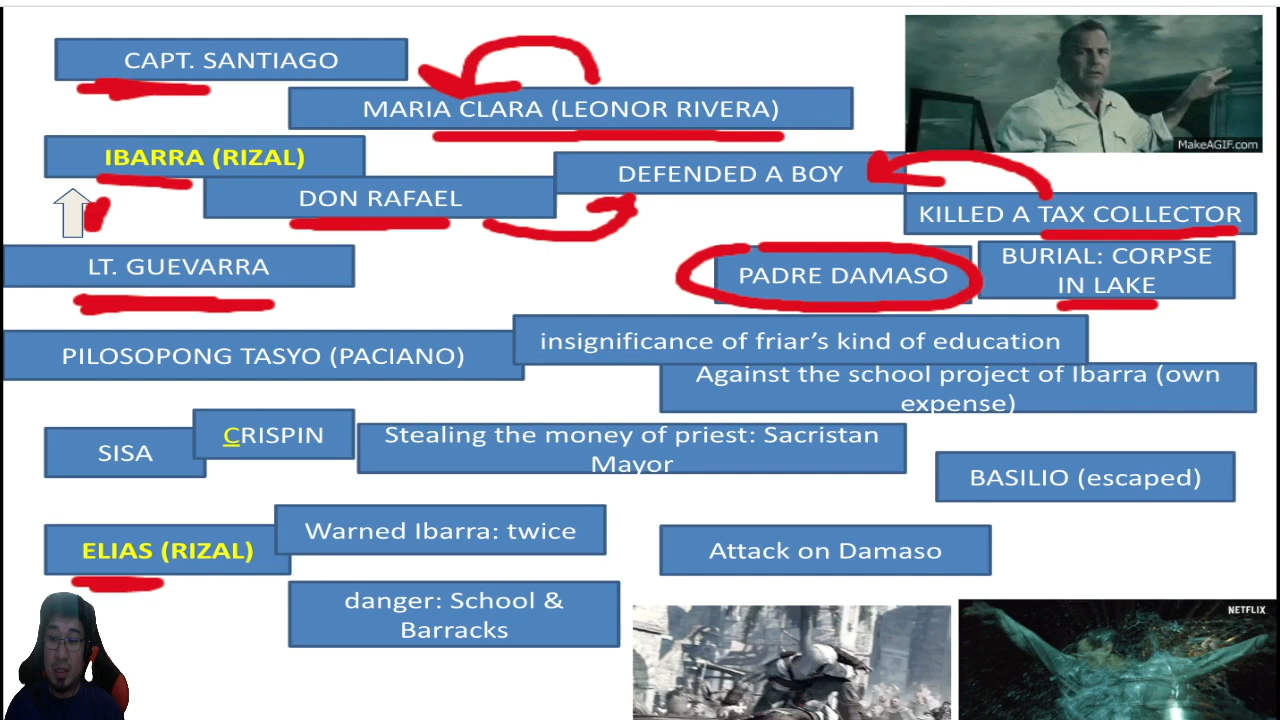 CAPT. SANTIAGO
MARIA CLARA (LEONOR RIVERA)
MakeAGIF.com
IBARRA (RIZAL)
DON RAFAEL
DEFENDED A BOY
KILLED A TAX COLLECTOR
LT. GUEVARRA
PADRE DAMASO
BURIAL: CORPSE
IN LAKE
PILOSOPONG TASYO (PACIANO)
insignificance of friar’s kind of education
Against the school project of Ibarra (own
expense)
SISA
CRISPIN
Stealing the money of priest: Sacristan
Mayor
BASILIO (escaped)
ELIAS (RIZAL)
Warned Ibarra: twice
Attack on Damaso
danger: School &
Barracks
NETFLIX